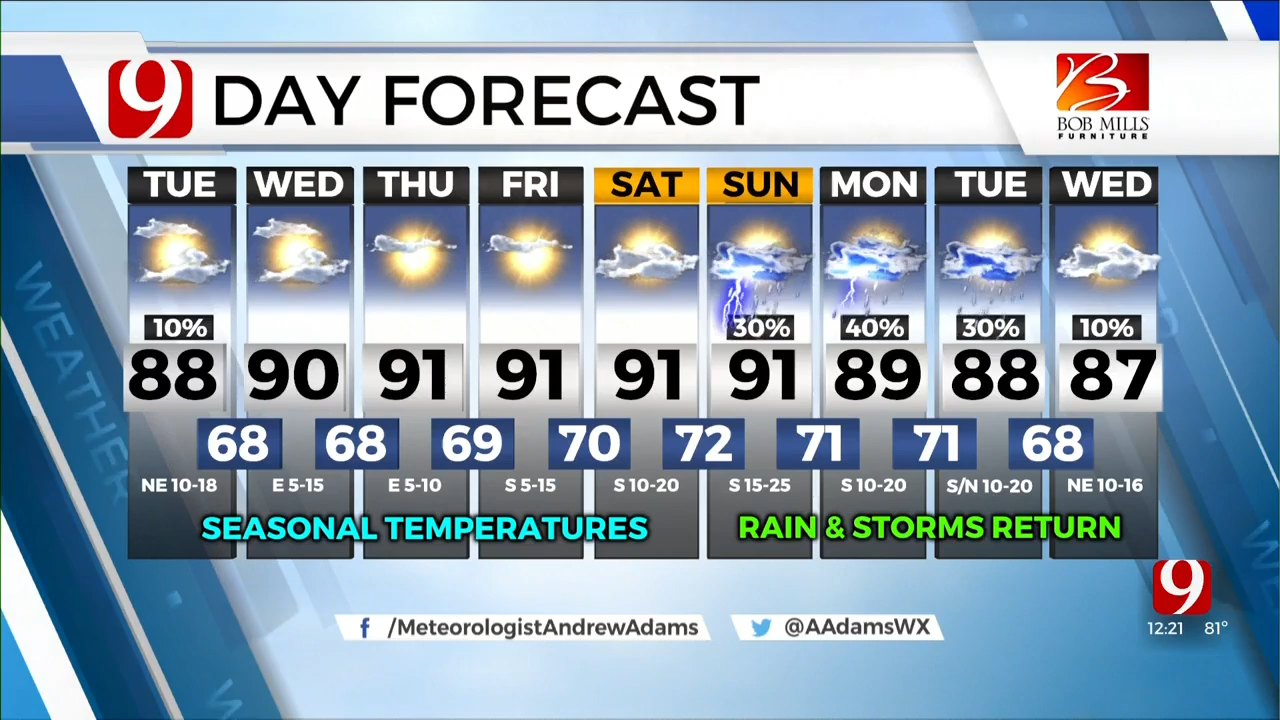 9 DAY FORECAST
B
BOB MILLS
FURNITURE
TUE WED THU FRI SAT SUN MON TUE WED
10% 30% 40% 30% 10%
88 90 91 91 91 91 89 88 87
68 68 69 70 72 71 71 68
NE 10-18 E 5-15 E 5-10 S 5-15 S 10-20 S 15-25 S 10-20 S/N 10-20 NE 10-16
SEASONAL TEMPERATURES RAIN & STORMS RETURN
WEATHER
9
f /MeteorologistAndrewAdams @AAdamsWX
12:21 81°